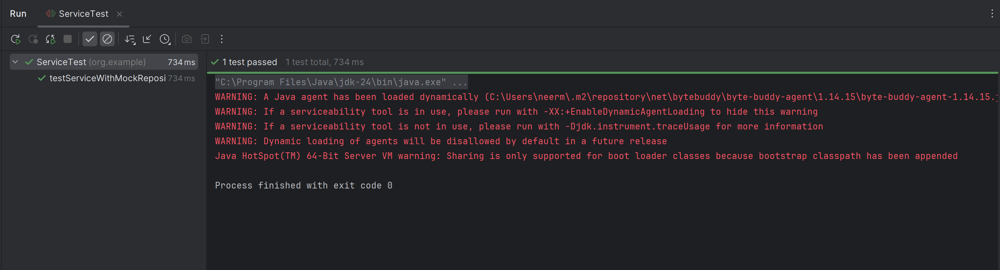 Run ServiceTest
ServiceTest (org.example) 734 ms
testServiceWithMockReposi 734 ms
1 test passed 1 test total, 734 ms
"C:\Program Files\Java\jdk-24\bin\java.exe" ...
WARNING: A Java agent has been loaded dynamically (C:\Users\neerm\.m2\repository\net\bytebuddy\byte-buddy-agent\1.14.15\byte-buddy-agent-1.14.15.
WARNING: If a serviceability tool is in use, please run with -XX:+EnableDynamicAgentLoading to hide this warning
WARNING: If a serviceability tool is not in use, please run with -Djdk.instrument.traceUsage for more information
WARNING: Dynamic loading of agents will be disallowed by default in a future release
Java HotSpot(TM) 64-Bit Server VM warning: Sharing is only supported for boot loader classes because bootstrap classpath has been appended
Process finished with exit code 0